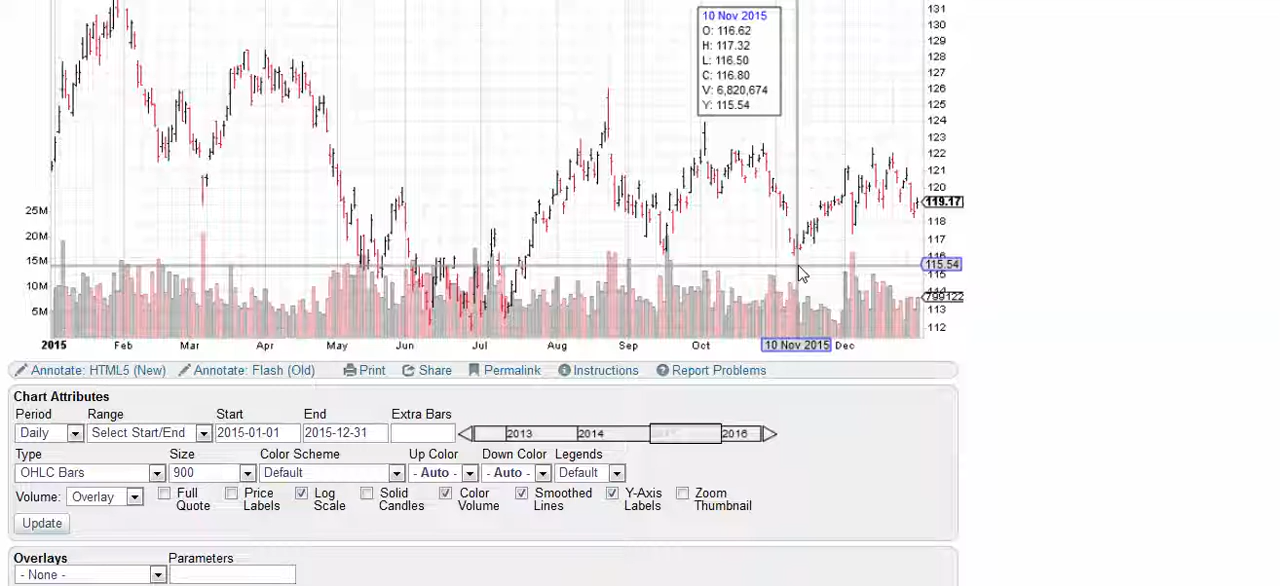 131
130
129
128
127
126
125
124
123
122
121
120
119.17
118
117
115.54
115
799122
113
112
10 Nov 2015
O: 116.62
H: 117.32
L: 116.50
C: 116.80
V: 6,820,674
Y: 115.54
25M
20M
15M
10M
5M
2015 Feb Mar Apr May Jun Jul Aug Sep Oct 10 Nov 2015 Dec
Annotate: HTML5 (New) Annotate: Flash (Old) Print Share Permalink Instructions Report Problems
Chart Attributes
Period Range Start End Extra Bars
Daily Select Start/End 2015-01-01 2015-12-31 2013 2014 2016
Type Size Color Scheme Up Color Down Color Legends
OHLC Bars 900 Default - Auto - - Auto - Default
Volume: Overlay Full Quote Price Labels Log Scale Solid Candles Color Volume Smoothed Lines Y-Axis Labels Zoom Thumbnail
Update
Overlays Parameters
- None -